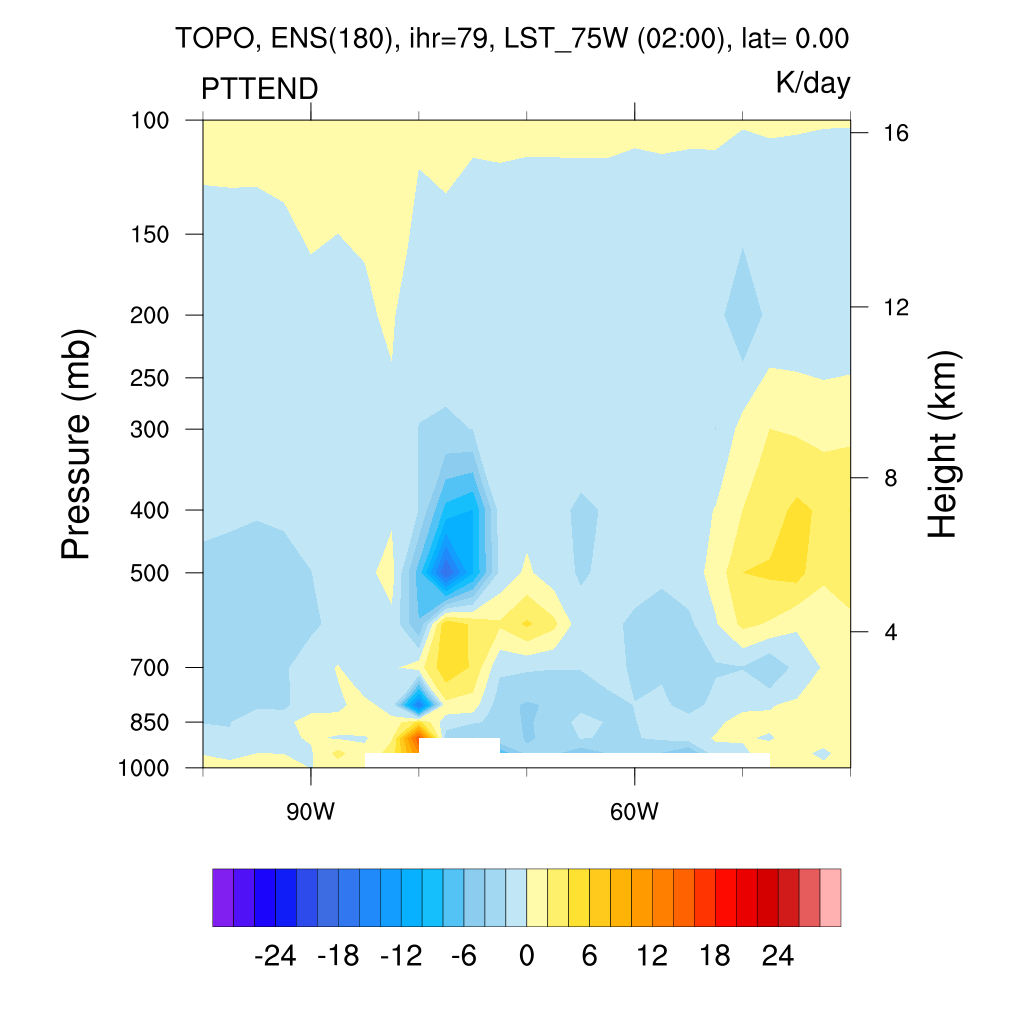 TOPO, ENS(180), ihr=79, LST_75W (02:00), lat= 0.00
PTTEND
K/day
100
150
200
250
300
400
500
700
850
1000
Pressure (mb)
16
12
8
4
Height (km)
90W
60W
-24 -18 -12 -6 0 6 12 18 24